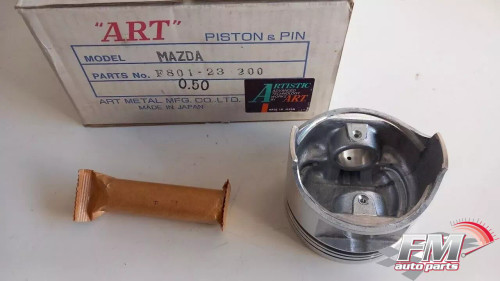 "ART" PISTON & PIN
MODEL MAZDA
PARTS No. F801-23 200
0.50
ART METAL MFG. CO. LTD.
MADE IN JAPAN
ARTISTIC
ART
FM
auto parts